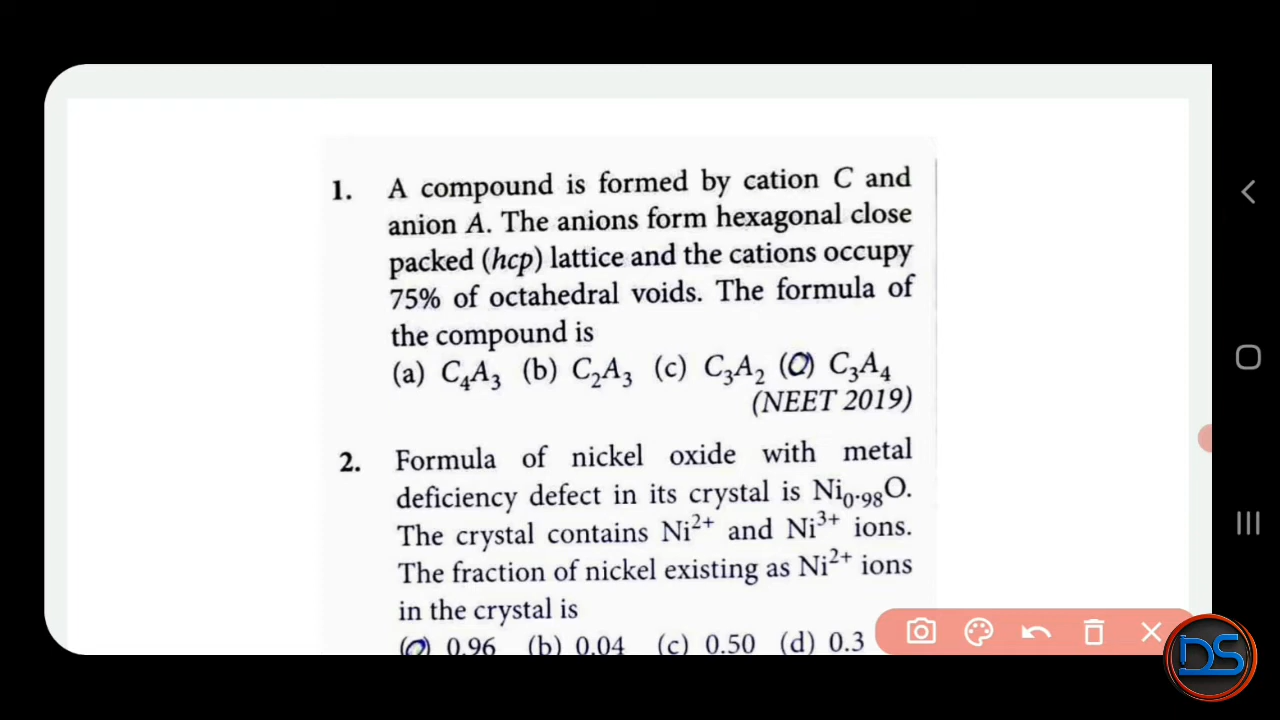 1. A compound is formed by cation C and
anion A. The anions form hexagonal close
packed (hcp) lattice and the cations occupy
75% of octahedral voids. The formula of
the compound is
(a) C₄A₃ (b) C₂A₃ (c) C₃A₂ () C₃A₄
(NEET 2019)
2. Formula of nickel oxide with metal
deficiency defect in its crystal is Ni₀.₉₈O.
The crystal contains Ni²⁺ and Ni³⁺ ions.
The fraction of nickel existing as Ni²⁺ ions
in the crystal is
() 0.96 (b) 0.04 (c) 0.50 (d) 0.3
DS